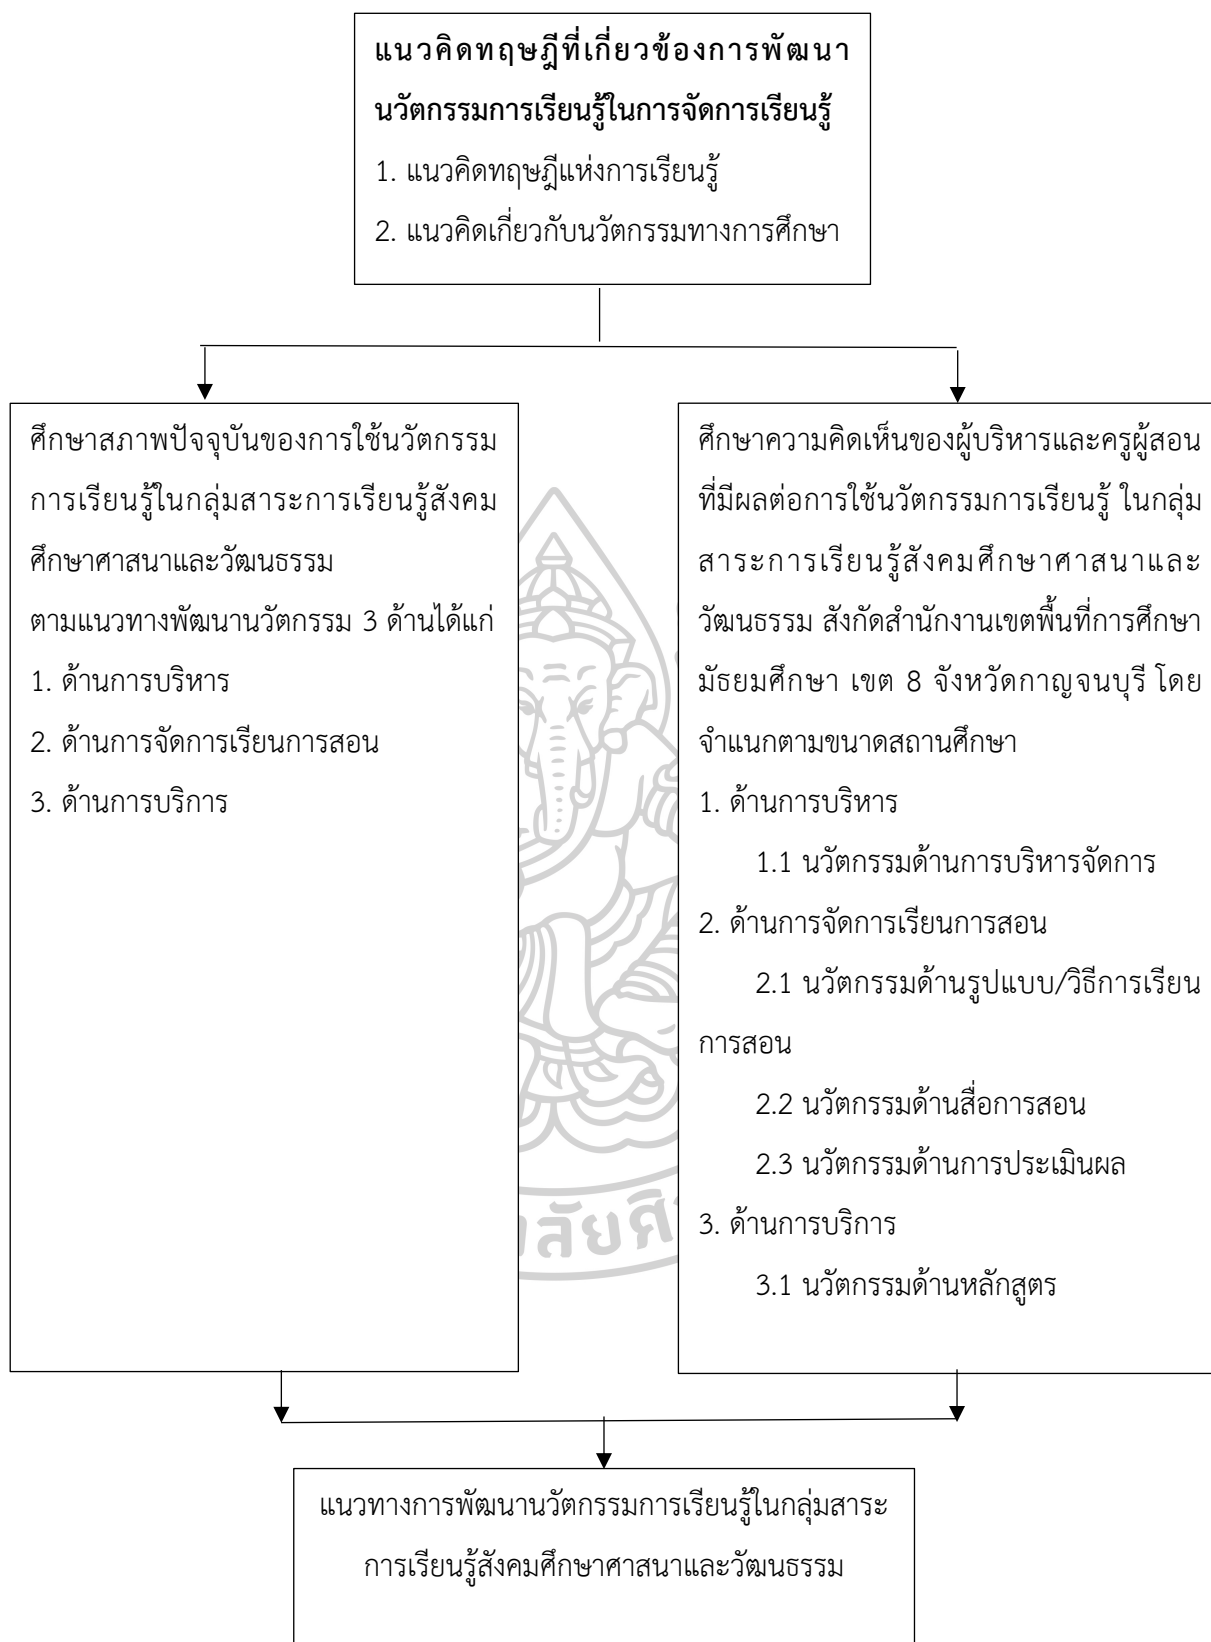 แนวคิดทฤษฎีที่เกี่ยวข้องการพัฒนา
นวัตกรรมการเรียนรู้ในการจัดการเรียนรู้
1. แนวคิดทฤษฎีแห่งการเรียนรู้
2. แนวคิดเกี่ยวกับนวัตกรรมทางการศึกษา
ศึกษาสภาพปัจจุบันของการใช้นวัตกรรม
การเรียนรู้ในกลุ่มสาระการเรียนรู้สังคม
ศึกษาศาสนาและวัฒนธรรม
ตามแนวทางพัฒนานวัตกรรม 3 ด้านได้แก่
1. ด้านการบริหาร
2. ด้านการจัดการเรียนการสอน
3. ด้านการบริการ
ศึกษาความคิดเห็นของผู้บริหารและครูผู้สอน
ที่มีผลต่อการใช้นวัตกรรมการเรียนรู้ ในกลุ่ม
สาระการเรียนรู้สังคมศึกษาศาสนาและ
วัฒนธรรม สังกัดสำนักงานเขตพื้นที่การศึกษา
มัธยมศึกษา เขต 8 จังหวัดกาญจนบุรี โดย
จำแนกตามขนาดสถานศึกษา
1. ด้านการบริหาร
1.1 นวัตกรรมด้านการบริหารจัดการ
2. ด้านการจัดการเรียนการสอน
2.1 นวัตกรรมด้านรูปแบบ/วิธีการเรียน
การสอน
2.2 นวัตกรรมด้านสื่อการสอน
2.3 นวัตกรรมด้านการประเมินผล
3. ด้านการบริการ
3.1 นวัตกรรมด้านหลักสูตร
แนวทางการพัฒนานวัตกรรมการเรียนรู้ในกลุ่มสาระ
การเรียนรู้สังคมศึกษาศาสนาและวัฒนธรรม